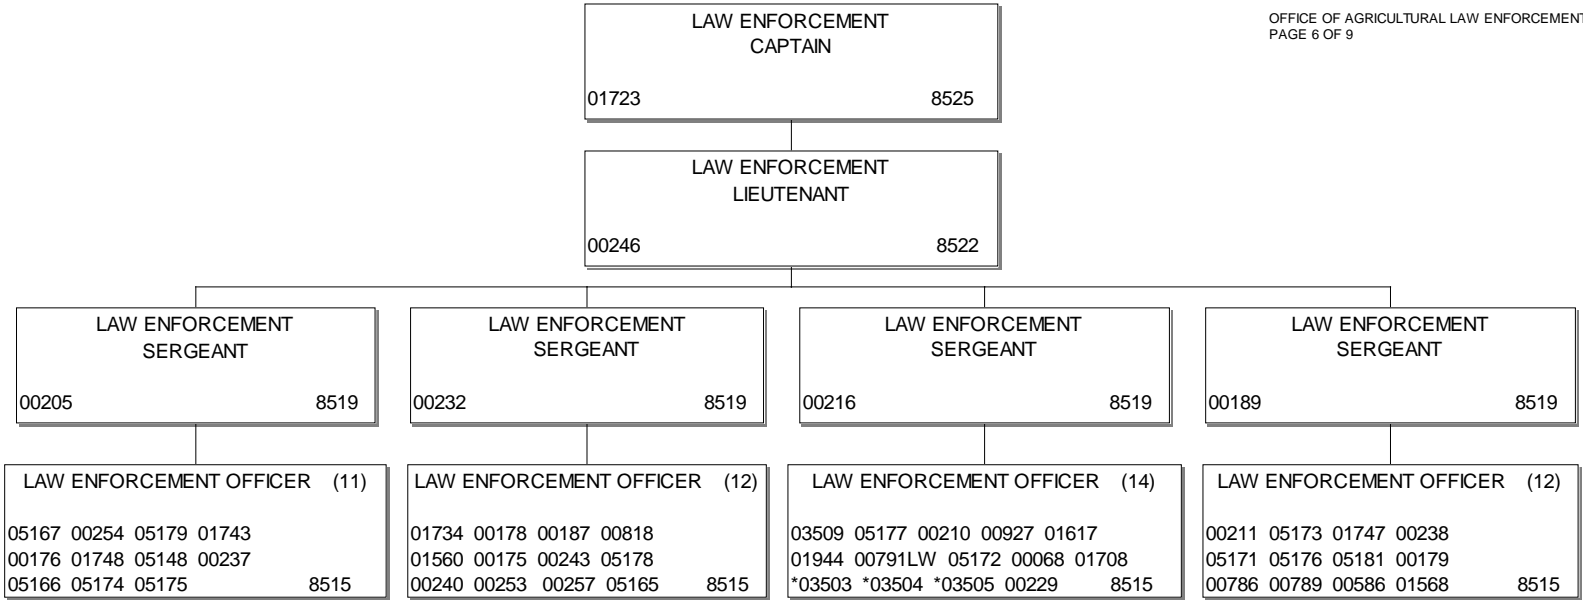 OFFICE OF AGRICULTURAL LAW ENFORCEMENT
PAGE 6 OF 9
LAW ENFORCEMENT
CAPTAIN
01723 8525
LAW ENFORCEMENT
LIEUTENANT
00246 8522
LAW ENFORCEMENT
SERGEANT
00205 8519
LAW ENFORCEMENT
SERGEANT
00232 8519
LAW ENFORCEMENT
SERGEANT
00216 8519
LAW ENFORCEMENT
SERGEANT
00189 8519
LAW ENFORCEMENT OFFICER (11)
05167 00254 05179 01743
00176 01748 05148 00237
05166 05174 05175 8515
LAW ENFORCEMENT OFFICER (12)
01734 00178 00187 00818
01560 00175 00243 05178
00240 00253 00257 05165 8515
LAW ENFORCEMENT OFFICER (14)
03509 05177 00210 00927 01617
01944 00791LW 05172 00068 01708
*03503 *03504 *03505 00229 8515
LAW ENFORCEMENT OFFICER (12)
00211 05173 01747 00238
05171 05176 05181 00179
00786 00789 00586 01568 8515